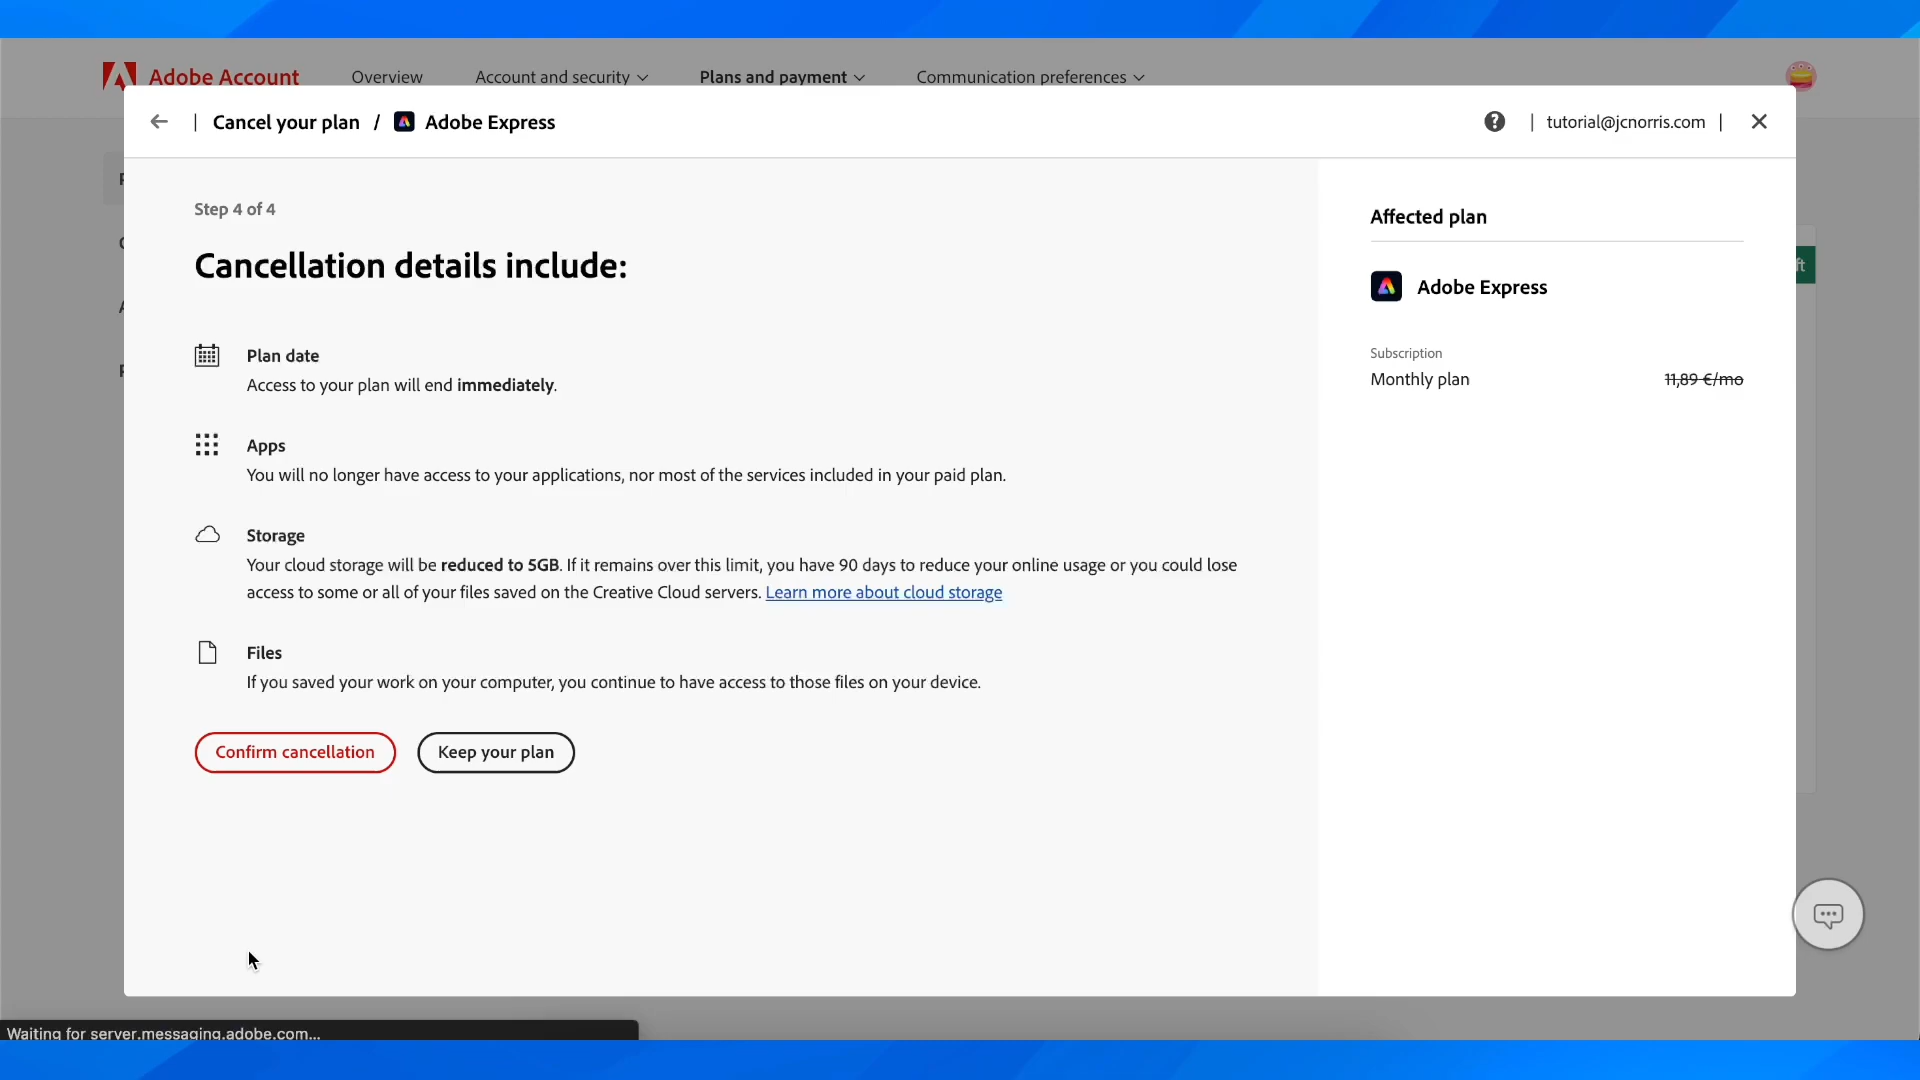 Adobe Account
Overview
Account and security
Plans and payment
Communication preferences
Cancel your plan / Adobe Express
tutorial@jcnorris.com
Step 4 of 4
Cancellation details include:
Plan date
Access to your plan will end immediately.
Apps
You will no longer have access to your applications, nor most of the services included in your paid plan.
Storage
Your cloud storage will be reduced to 5GB. If it remains over this limit, you have 90 days to reduce your online usage or you could lose
access to some or all of your files saved on the Creative Cloud servers. Learn more about cloud storage
Files
If you saved your work on your computer, you continue to have access to those files on your device.
Confirm cancellation
Keep your plan
Affected plan
Adobe Express
Subscription
Monthly plan
11,89 €/mo
Waiting for server.messaging.adobe.com...